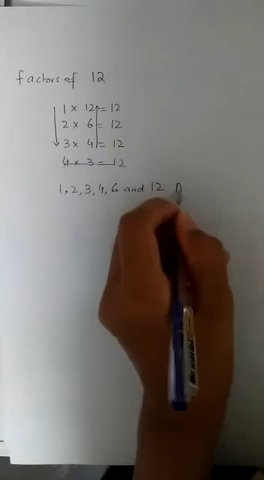 factors of 12
1 × 12 = 12
2 × 6 = 12
3 × 4 = 12
4 × 3 = 12
1, 2, 3, 4, 6 and 12